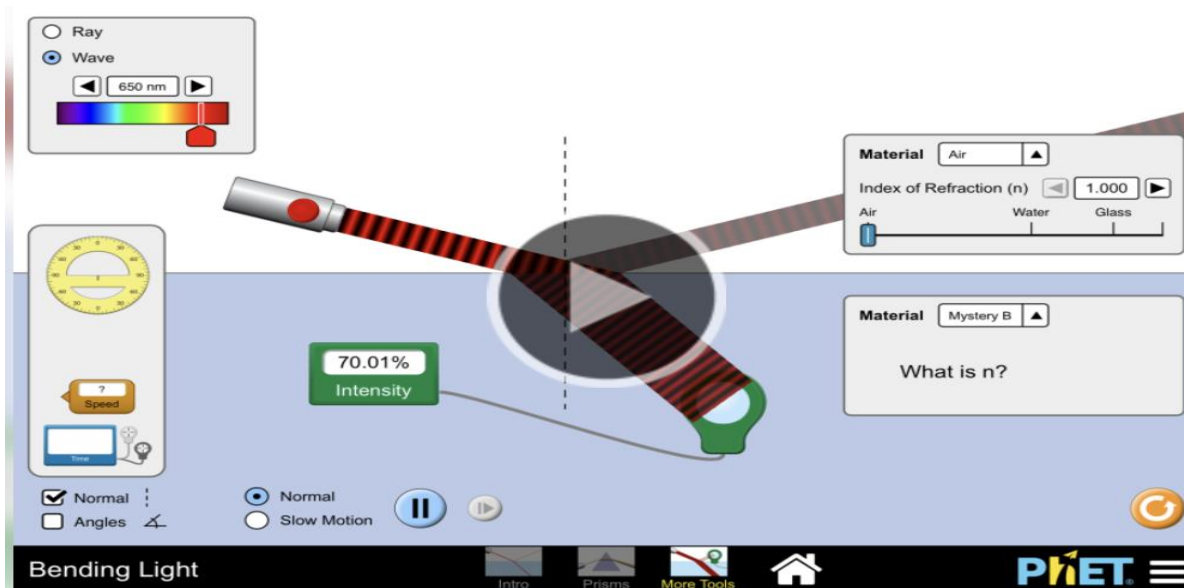 Ray
Wave
650 nm
Material Air
Index of Refraction (n) 1.000
Air Water Glass
Material Mystery B
What is n?
70.01%
Intensity
?
Speed
Time
Normal
Angles
Normal
Slow Motion
Bending Light
Intro
Prisms
More Tools
PhET